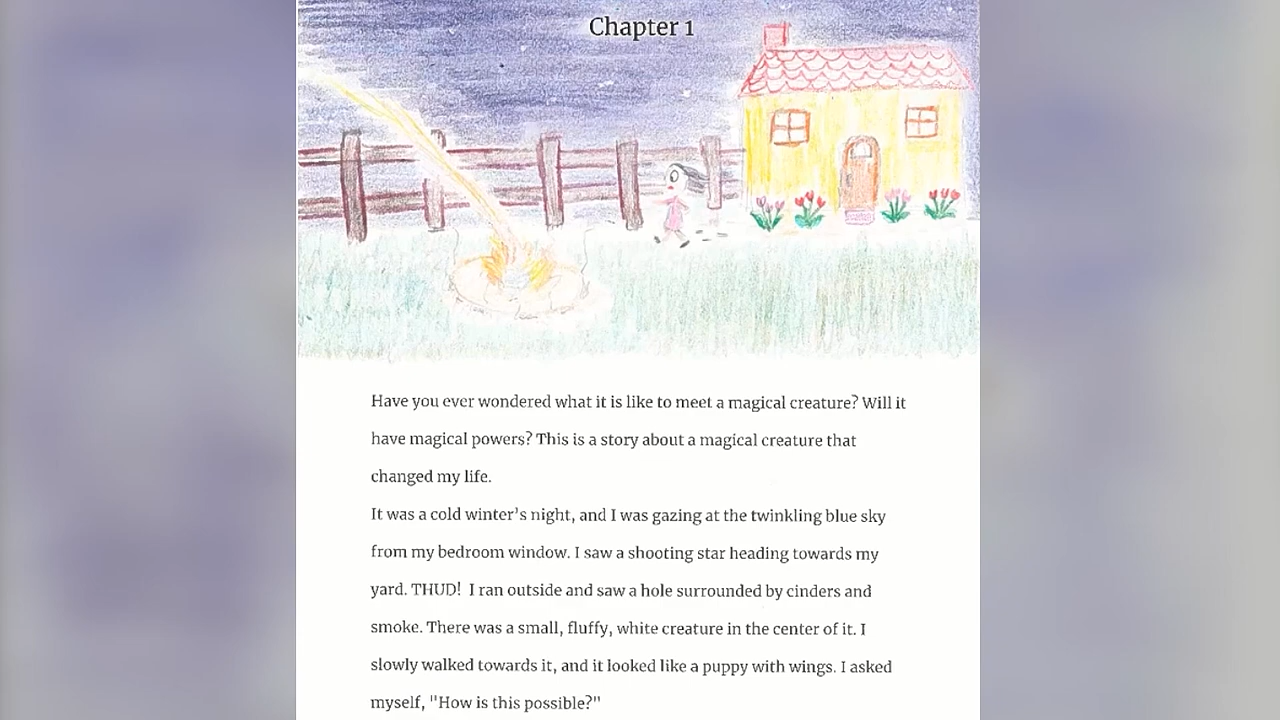 Chapter 1
Have you ever wondered what it is like to meet a magical creature? Will it
have magical powers? This is a story about a magical creature that
changed my life.
It was a cold winter's night, and I was gazing at the twinkling blue sky
from my bedroom window. I saw a shooting star heading towards my
yard. THUD!  I ran outside and saw a hole surrounded by cinders and
smoke. There was a small, fluffy, white creature in the center of it. I
slowly walked towards it, and it looked like a puppy with wings. I asked
myself, "How is this possible?"